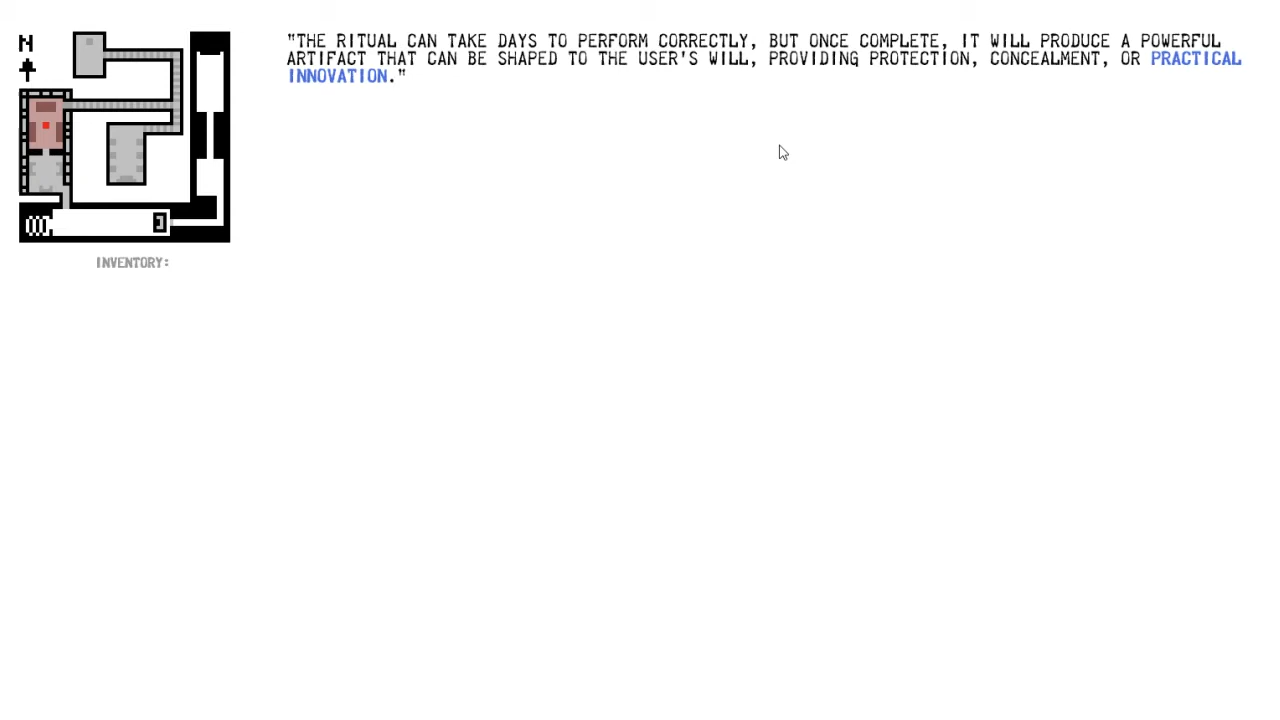 N
"THE RITUAL CAN TAKE DAYS TO PERFORM CORRECTLY, BUT ONCE COMPLETE, IT WILL PRODUCE A POWERFUL
ARTIFACT THAT CAN BE SHAPED TO THE USER'S WILL, PROVIDING PROTECTION, CONCEALMENT, OR PRACTICAL
INNOVATION."
INVENTORY: